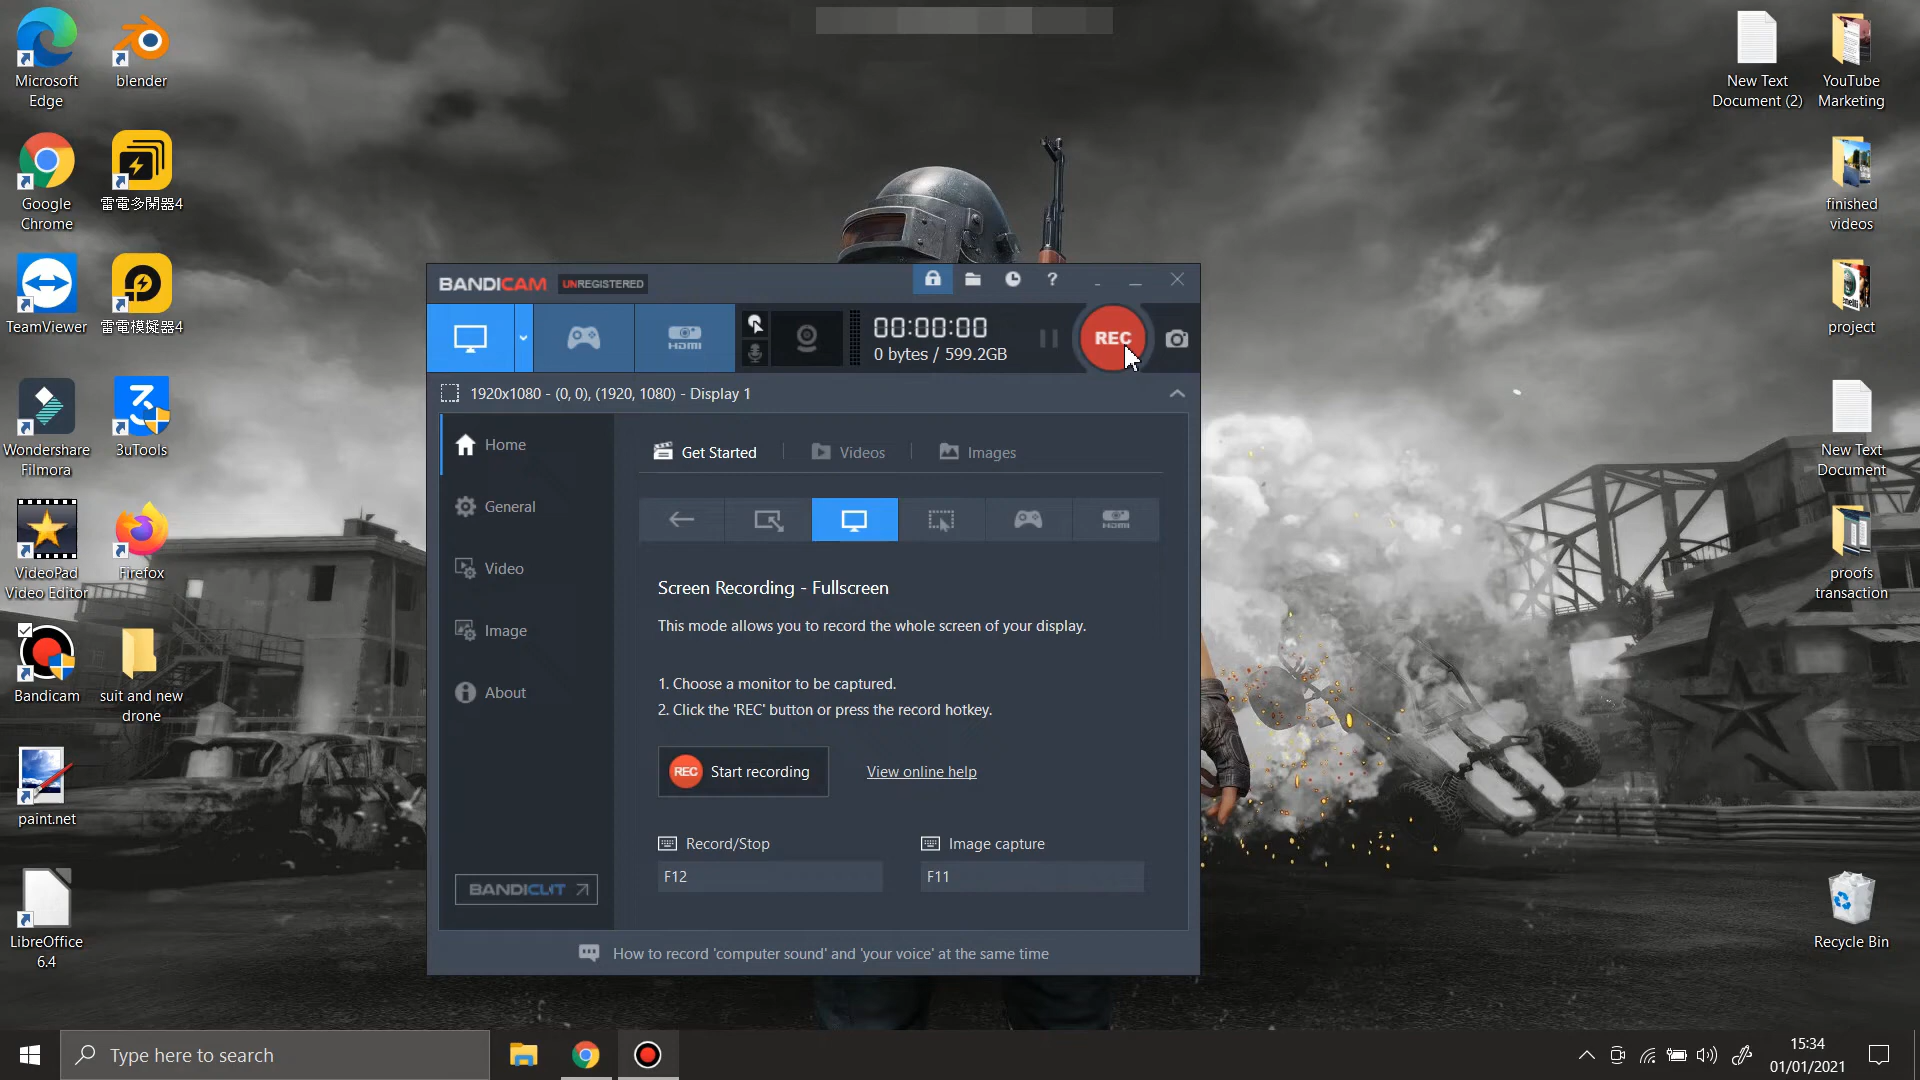 Microsoft
Edge
blender
Google
Chrome
雷電多開器4
TeamViewer
雷電模擬器4
Wondershare
Filmora
3uTools
VideoPad
Video Editor
Firefox
Bandicam
suit and new
drone
paint.net
LibreOffice
6.4
New Text
Document (2)
YouTube
Marketing
finished
videos
project
New Text
Document
proofs
transaction
Recycle Bin
BANDICAM UNREGISTERED
?
HDMI
00:00:00
0 bytes / 599.2GB
REC
1920x1080 - (0, 0), (1920, 1080) - Display 1
Home
General
Video
Image
About
BANDICUT
Get Started
Videos
Images
HDMI
Screen Recording - Fullscreen
This mode allows you to record the whole screen of your display.
1. Choose a monitor to be captured.
2. Click the 'REC' button or press the record hotkey.
REC Start recording
View online help
Record/Stop
F12
Image capture
F11
How to record 'computer sound' and 'your voice' at the same time
Type here to search
15:34
01/01/2021